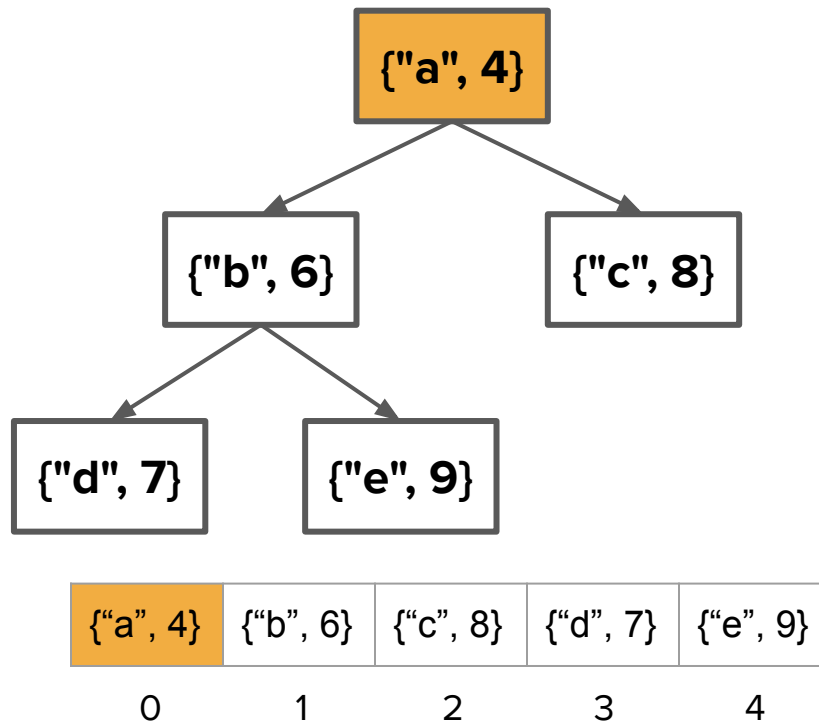 {"a", 4}
{"b", 6} {"c", 8}
{"d", 7} {"e", 9}
{“a”, 4} {“b”, 6} {“c”, 8} {“d”, 7} {“e”, 9}
0 1 2 3 4